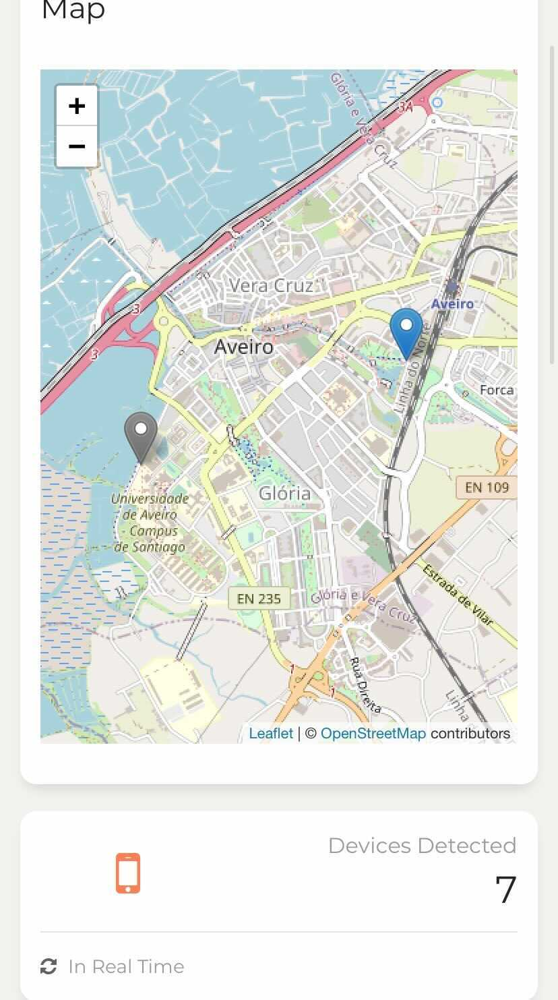 Map
+
−
Glória e Vera Cruz
3A
Vera Cruz
Aveiro
3
Aveiro
3
Linha do Norte
Forca
EN 109
Glória
Universidade
de Aveiro
- Campus
de Santiago
Estrada de Vilar
EN 235
Glória e Vera Cruz
1
1
Rua Direita
Linha
Leaflet | © OpenStreetMap contributors
Devices Detected
7
In Real Time